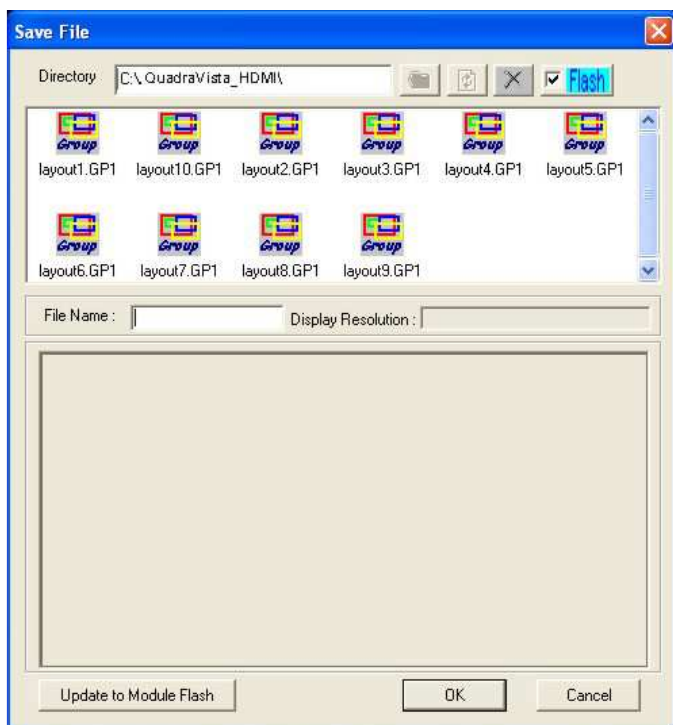 Save File
Directory C:\QuadraVista_HDMI\ Flash
Group Group Group Group Group Group
layout1.GP1 layout10.GP1 layout2.GP1 layout3.GP1 layout4.GP1 layout5.GP1
Group Group Group Group
layout6.GP1 layout7.GP1 layout8.GP1 layout9.GP1
File Name : Display Resolution :
Update to Module Flash OK Cancel